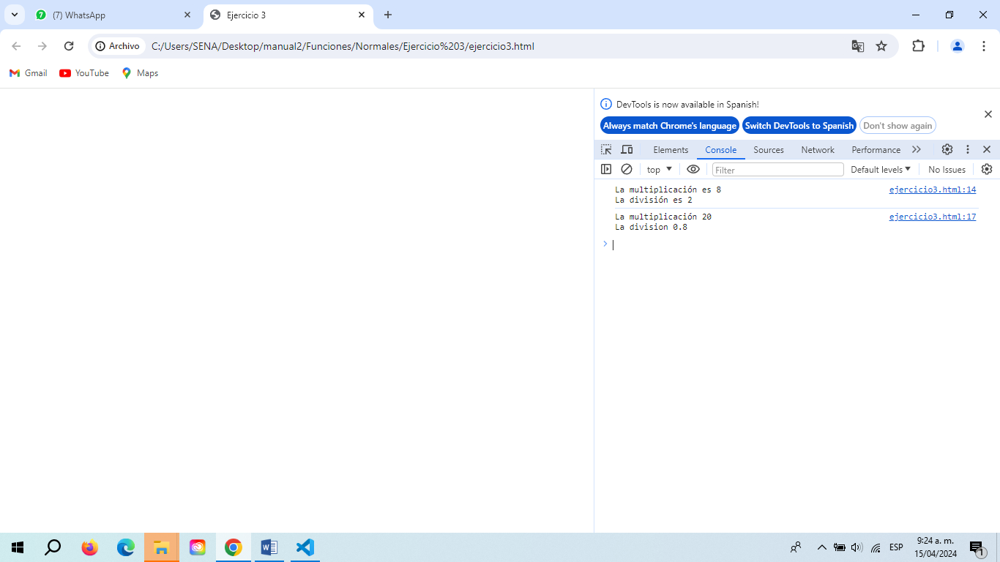 (7) WhatsApp
Ejercicio 3
Archivo
C:/Users/SENA/Desktop/manual2/Funciones/Normales/Ejercicio%203/ejercicio3.html
Gmail YouTube Maps
DevTools is now available in Spanish!
Always match Chrome's language Switch DevTools to Spanish Don't show again
Elements Console Sources Network Performance
top Filter Default levels No Issues
La multiplicación es 8 ejercicio3.html:14
La división es 2
La multiplicación 20 ejercicio3.html:17
La division 0.8
ESP
9:24 a. m.
15/04/2024
1